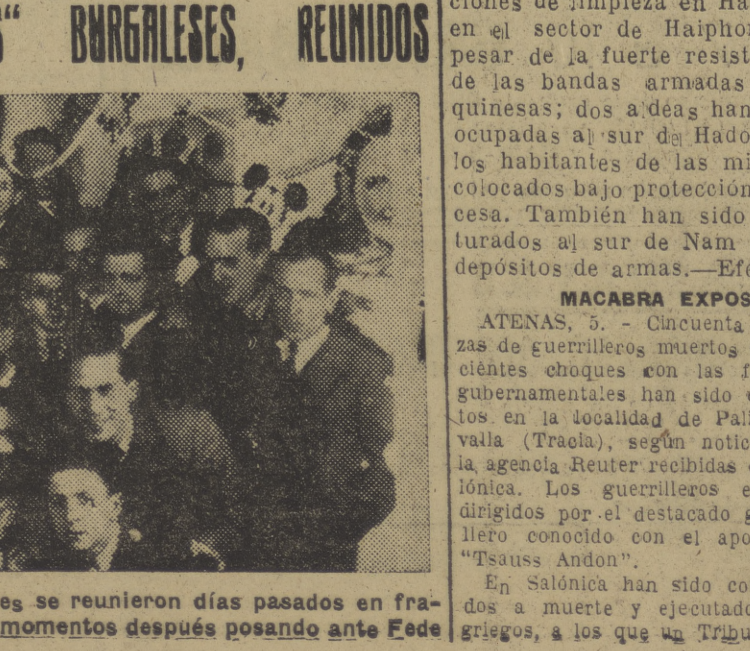 S" BURGALESES, REUNIDOS
es se reunieron días pasados en fra-
momentos después posando ante Fede
ciones de limpieza en Ha
en el sector de Haipho
pesar de la fuerte resist
de las bandas armadas
quinesas; dos aldeas han
ocupadas al sur del Hado
los habitantes de las mi
colocados bajo protección
cesa. También han sido
turados al sur de Nam
depósitos de armas.—Efe
MACABRA EXPOS
ATENAS, 5. - Cincuenta
zas de guerrilleros muertos
cientes choques con las f
gubernamentales han sido
tos en la localidad de Pali
valla (Tracia), según notic
la agencia Reuter recibidas
lónica. Los guerrilleros e
dirigidos por el destacado g
llero conocido con el apo
"Tsauss Andon".
En Salónica han sido co
dos a muerte y ejecutado
griegos, a los que un Tribu